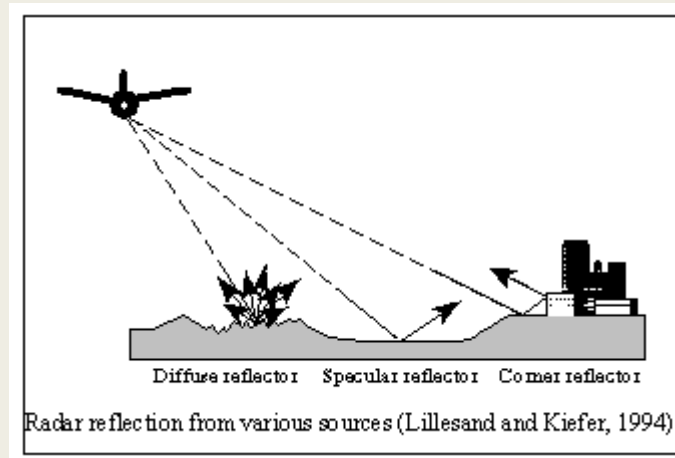 Diffuse reflector Specular reflector Corner reflector
Radar reflection from various sources (Lillesand and Kiefer, 1994)